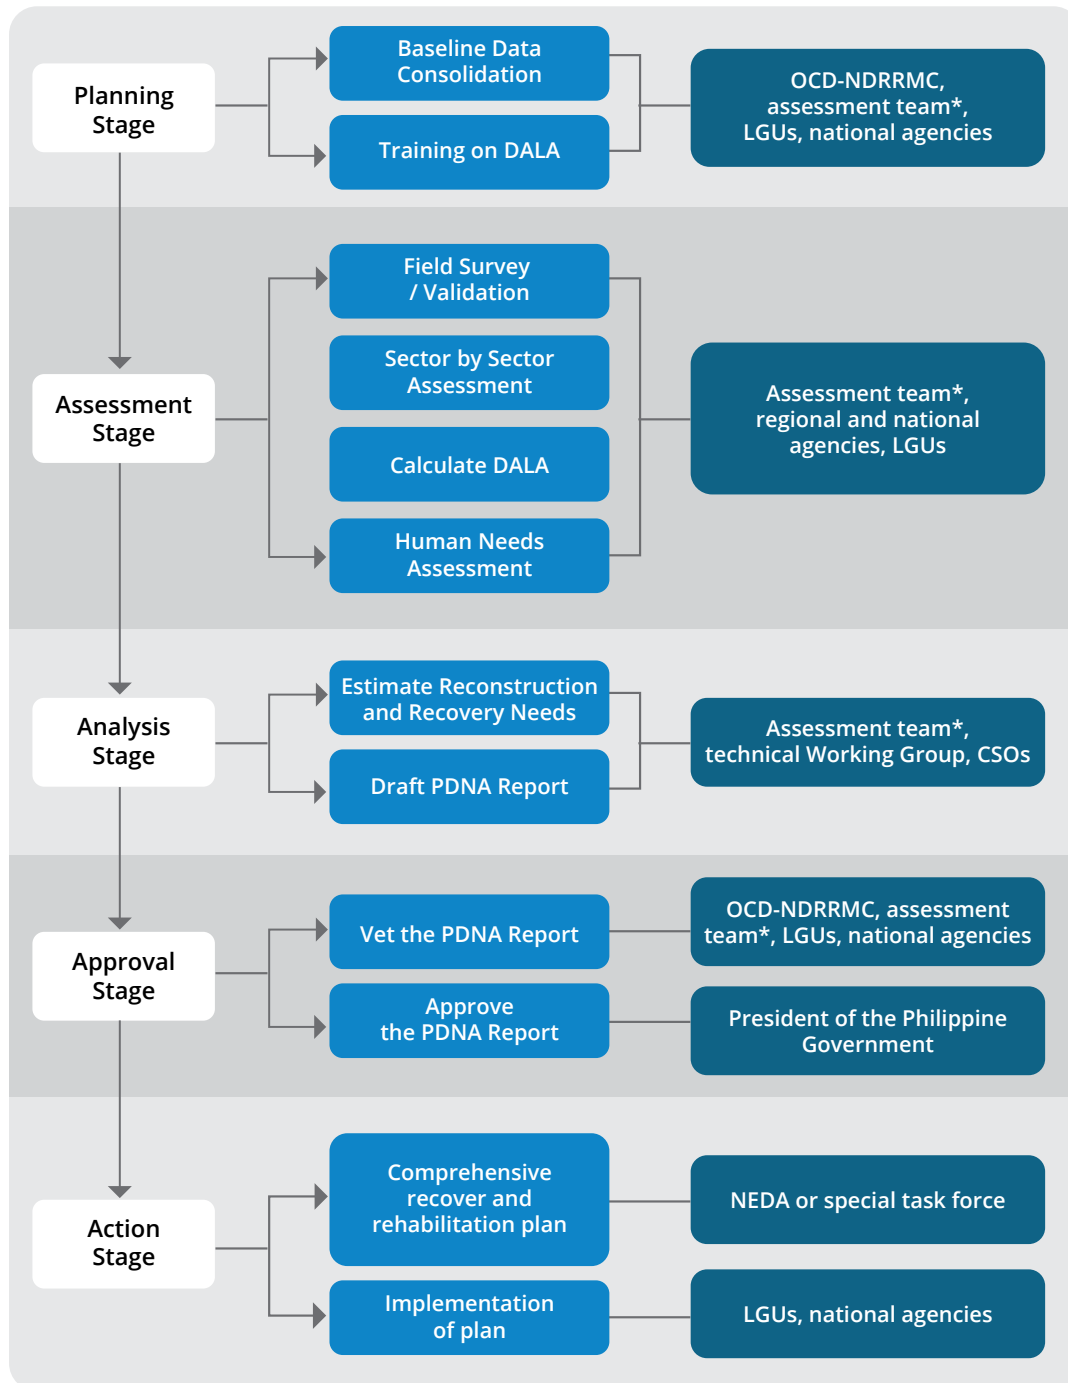 Planning
Stage
Baseline Data
Consolidation
Training on DALA
OCD-NDRRMC,
assessment team*,
LGUs, national agencies
Assessment
Stage
Field Survey
/ Validation
Sector by Sector
Assessment
Calculate DALA
Human Needs
Assessment
Assessment team*,
regional and national
agencies, LGUs
Analysis
Stage
Estimate Reconstruction
and Recovery Needs
Draft PDNA Report
Assessment team*,
technical Working Group, CSOs
Approval
Stage
Vet the PDNA Report
OCD-NDRRMC, assessment
team*, LGUs, national agencies
Approve
the PDNA Report
President of the Philippine
Government
Action
Stage
Comprehensive
recover and
rehabilitation plan
NEDA or special task force
Implementation
of plan
LGUs, national agencies